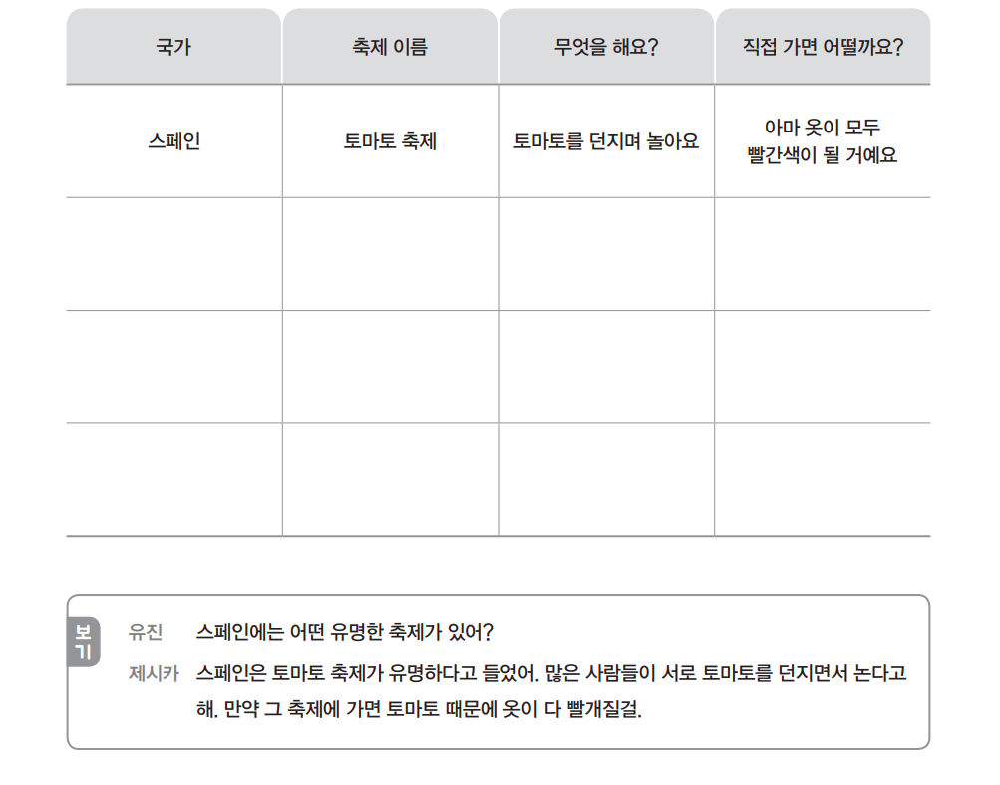 국가 축제 이름 무엇을 해요? 직접 가면 어떨까요?
스페인 토마토 축제 토마토를 던지며 놀아요 아마 옷이 모두
빨간색이 될 거예요
보기
유진 스페인에는 어떤 유명한 축제가 있어?
제시카 스페인은 토마토 축제가 유명하다고 들었어. 많은 사람들이 서로 토마토를 던지면서 논다고
해. 만약 그 축제에 가면 토마토 때문에 옷이 다 빨개질걸.